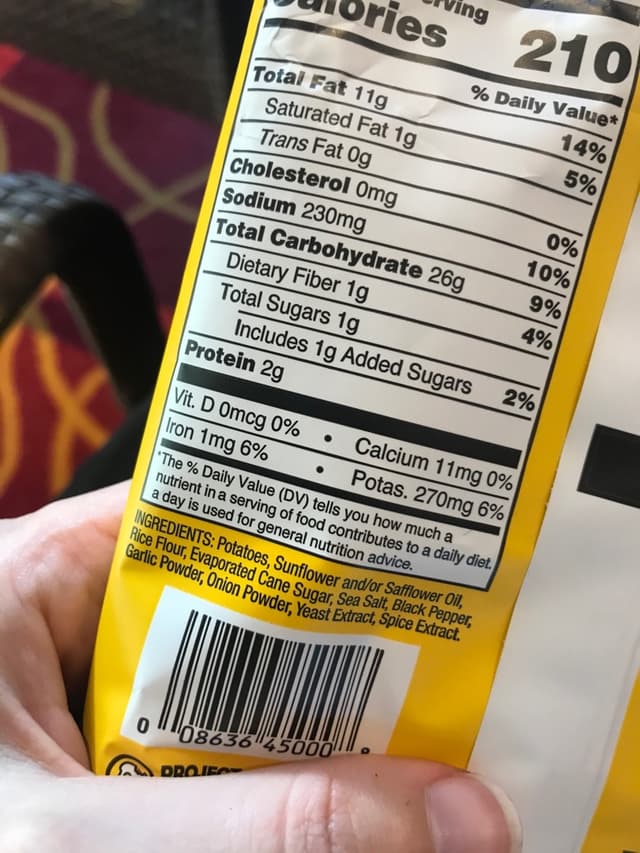 Calories 210
% Daily Value*
Total Fat 11g 14%
Saturated Fat 1g 5%
Trans Fat 0g
Cholesterol 0mg 0%
Sodium 230mg 10%
Total Carbohydrate 26g 9%
Dietary Fiber 1g 4%
Total Sugars 1g
Includes 1g Added Sugars 2%
Protein 2g
Vit. D 0mcg 0% • Calcium 11mg 0%
Iron 1mg 6% • Potas. 270mg 6%
*The % Daily Value (DV) tells you how much a
nutrient in a serving of food contributes to a daily diet.
a day is used for general nutrition advice.
INGREDIENTS: Potatoes, Sunflower and/or Safflower Oil,
Rice Flour, Evaporated Cane Sugar, Sea Salt, Black Pepper,
Garlic Powder, Onion Powder, Yeast Extract, Spice Extract.
0 08636 45000